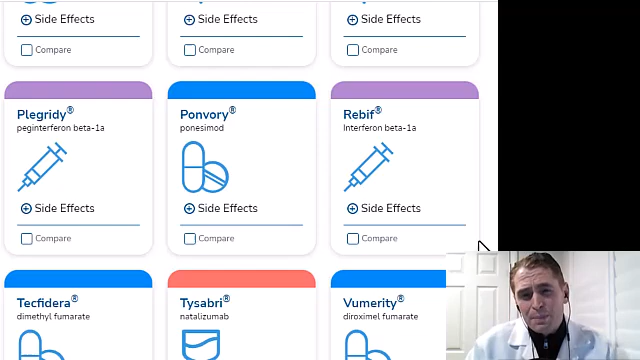 Side Effects Side Effects Side Effects
Compare Compare Compare
Plegridy® Ponvory® Rebif®
peginterferon beta-1a ponesimod Interferon beta-1a
Side Effects Side Effects Side Effects
Compare Compare Compare
Tecfidera® Tysabri® Vumerity®
dimethyl fumarate natalizumab diroximel fumarate